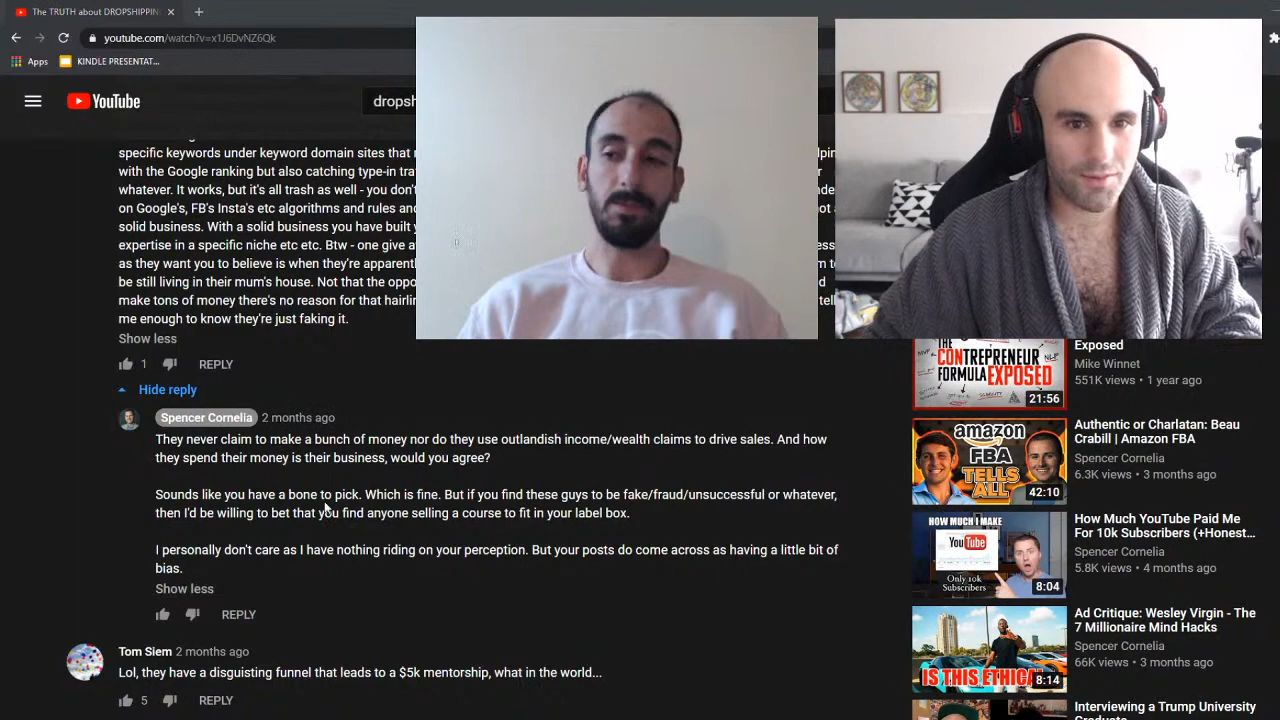 The TRUTH about DROPSHIPPING
youtube.com/watch?v=x1J6DvNZ6Qk
Apps
KINDLE PRESENTAT...
YouTube
drops
specific keywords under keyword domain sites that
with the Google ranking but also catching type-in
whatever. It works, but it's all trash as well - you
on Google's, FB's Insta's etc algorithms and rules and
solid business. With a solid business you have built
expertise in a specific niche etc etc. Btw - one give
as they want you to believe is when they're
be still living in their mum's house. Not that the
make tons of money there's no reason for that
me enough to know they're just faking it.
Show less
1
REPLY
Hide reply
Spencer Cornelia 2 months ago
They never claim to make a bunch of money nor do they use outlandish income/wealth claims to drive sales. And how
they spend their money is their business, would you agree?
like you Which is fine. But if you find these guys to be fake/fraud/unsuccessful or whatever,
then I'd be willing to bet that you find anyone selling a course to fit in your label box.
I personally don't care as I have nothing riding on your perception. But your posts do come across as having a little bit of
bias.
Show less
REPLY
Tom Siem 2 months ago
Lol, they have a disgusting funnel that leads to a $5k mentorship, what in the world...
5
REPLY
THE
CONTREPRENEUR
FORMULA EXPOSED
NLP
21:56
Exposed
Mike Winnet
551K views • 1 year ago
amazon
FBA
TELLS
ALL
42:10
Authentic or Charlatan: Beau
Crabill | Amazon FBA
Spencer Cornelia
6.3K views • 3 months ago
HOW MUCH I MAKE
YouTube
Only 10k
Subscribers
8:04
How Much YouTube Paid Me
For 10k Subscribers (+Honest...
Spencer Cornelia
5.8K views • 4 months ago
IS THIS ETHICAL
8:14
Ad Critique: Wesley Virgin - The
7 Millionaire Mind Hacks
Spencer Cornelia
66K views • 3 months ago
Interviewing a Trump University